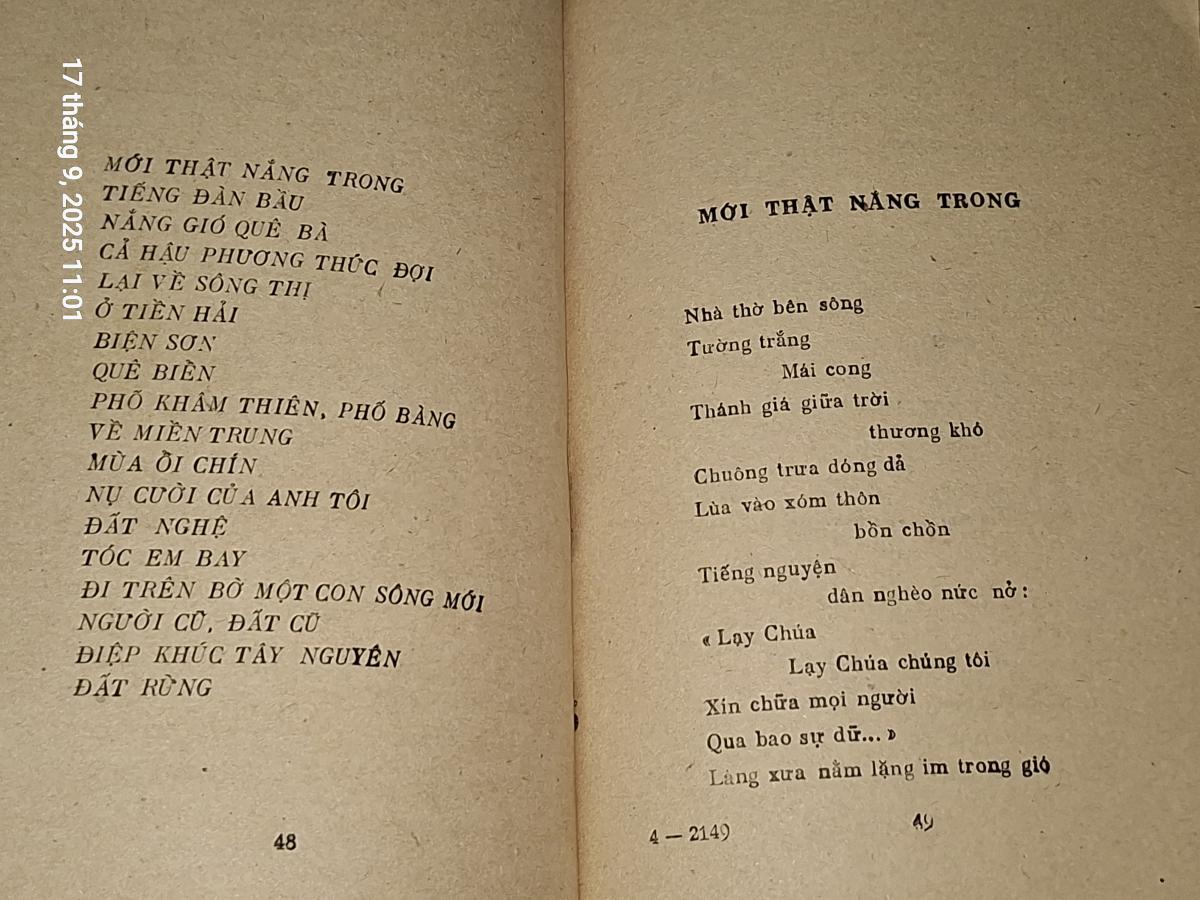 17 tháng 9, 2025 11:01
MỚI THẬT NẮNG TRONG
TIẾNG ĐÀN BẦU
NẮNG GIÓ QUÊ BÀ
CẢ HẬU PHƯƠNG THỨC ĐỢI
LẠI VỀ SÔNG THỊ
Ở TIỀN HẢI
BIỆN SƠN
QUÊ BIỂN
PHỐ KHÂM THIÊN, PHỐ BÀNG
VỀ MIỀN TRUNG
MÙA ỔI CHÍN
NỤ CƯỜI CỦA ANH TÔI
ĐẤT NGHỆ
TÓC EM BAY
ĐI TRÊN BỜ MỘT CON SÔNG MỚI
NGƯỜI CŨ, ĐẤT CŨ
ĐIỆP KHÚC TÂY NGUYÊN
ĐẤT RỪNG
48
MỚI THẬT NẮNG TRONG
Nhà thờ bên sông
Tường trắng
Mái cong
Thánh giá giữa trời
thương khó
Chuông trưa dóng dả
Lùa vào xóm thôn
bồn chồn
Tiếng nguyện
dân nghèo nức nở:
« Lạy Chúa
Lạy Chúa chúng tôi
Xin chữa mọi người
Qua bao sự dữ... »
Làng xưa nằm lặng im trong gió
4 — 2149
49